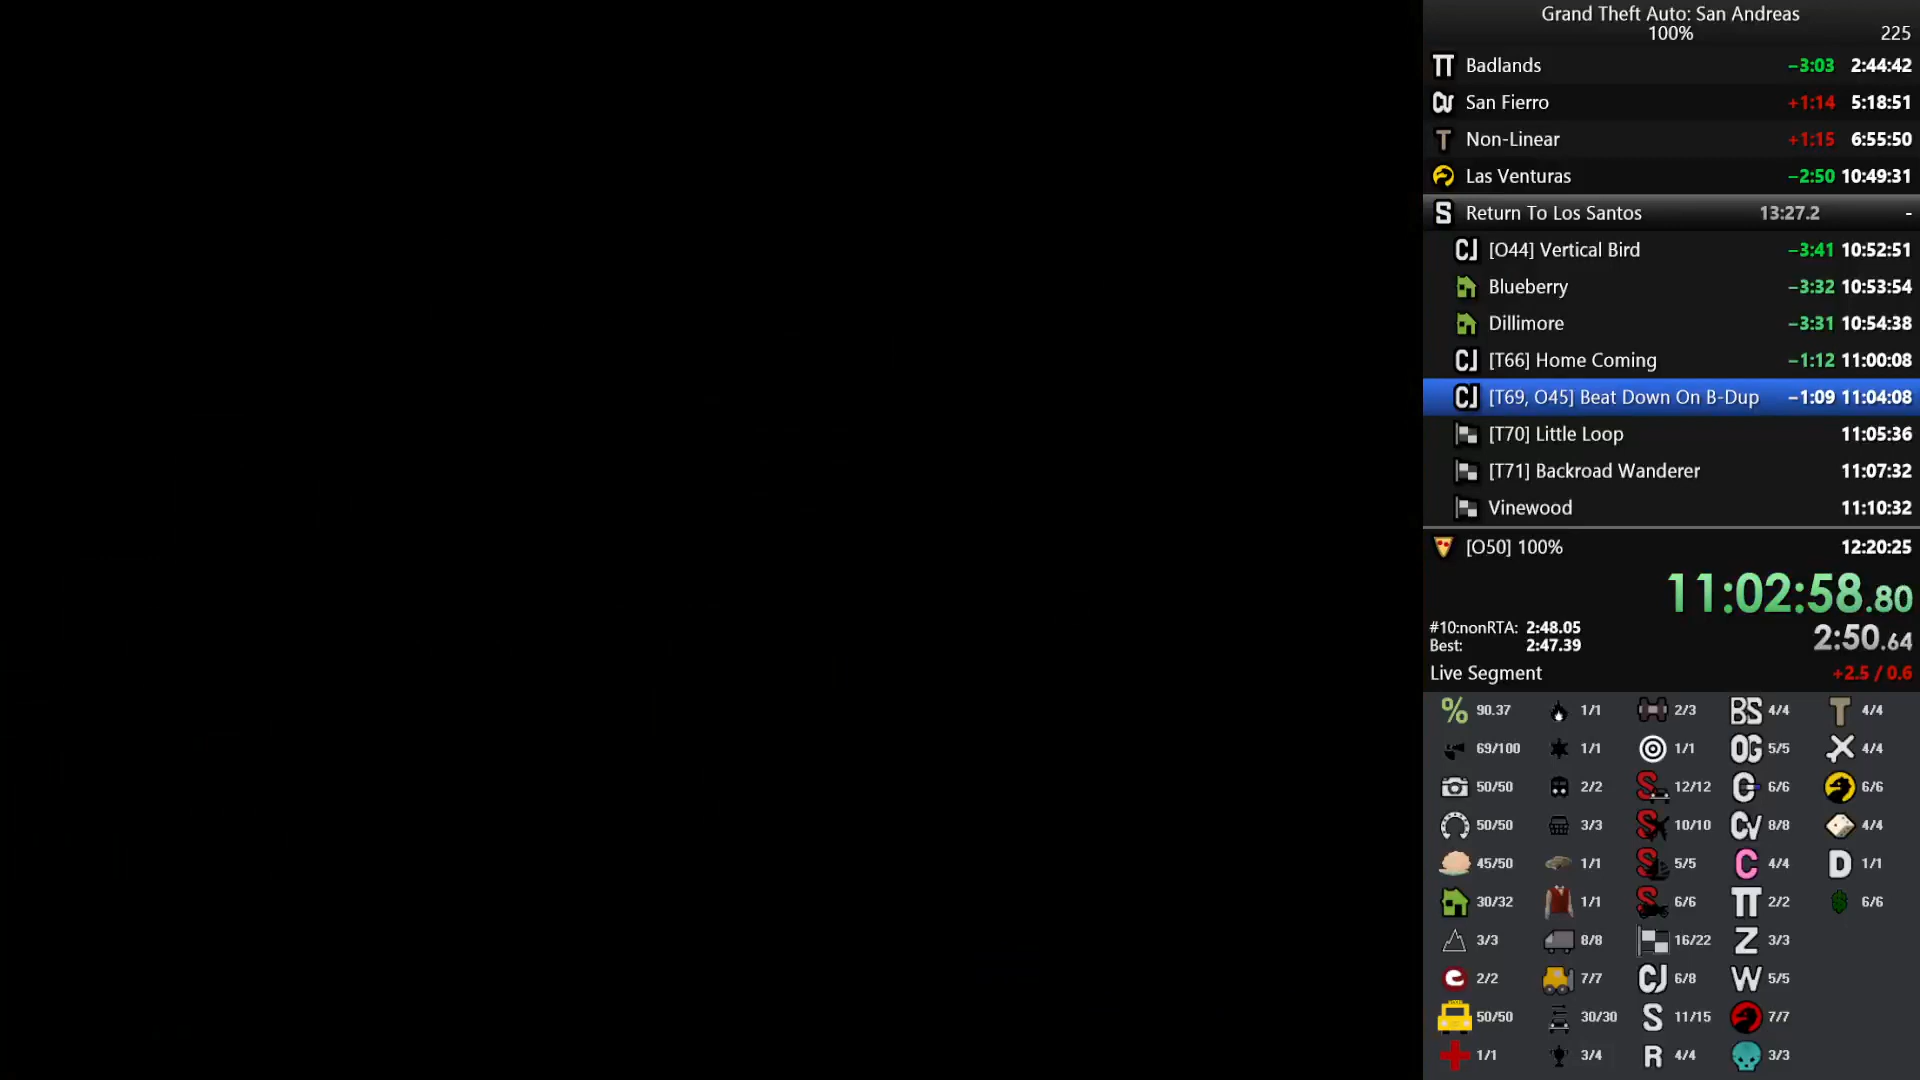 Grand Theft Auto: San Andreas
100% 225
Badlands −3:03 2:44:42
San Fierro +1:14 5:18:51
Non-Linear +1:15 6:55:50
Las Venturas −2:50 10:49:31
Return To Los Santos 13:27.2 -
[O44] Vertical Bird −3:41 10:52:51
Blueberry −3:32 10:53:54
Dillimore −3:31 10:54:38
[T66] Home Coming −1:12 11:00:08
[T69, O45] Beat Down On B-Dup −1:09 11:04:08
[T70] Little Loop 11:05:36
[T71] Backroad Wanderer 11:07:32
Vinewood 11:10:32
[O50] 100% 12:20:25
11:02:58.80
#10:nonRTA: 2:48.05
Best: 2:47.39
2:50.64
Live Segment +2.5 / 0.6
% 90.37 1/1 2/3 BS 4/4 T 4/4
69/100 1/1 1/1 OG 5/5 4/4
50/50 2/2 S 12/12 C 6/6 6/6
50/50 3/3 S 10/10 CV 8/8 4/4
45/50 1/1 S 5/5 C 4/4 D 1/1
30/32 1/1 S 6/6 TT 2/2 $ 6/6
3/3 8/8 16/22 Z 3/3
e 2/2 7/7 CJ 6/8 W 5/5
50/50 30/30 S 11/15 7/7
1/1 3/4 R 4/4 3/3